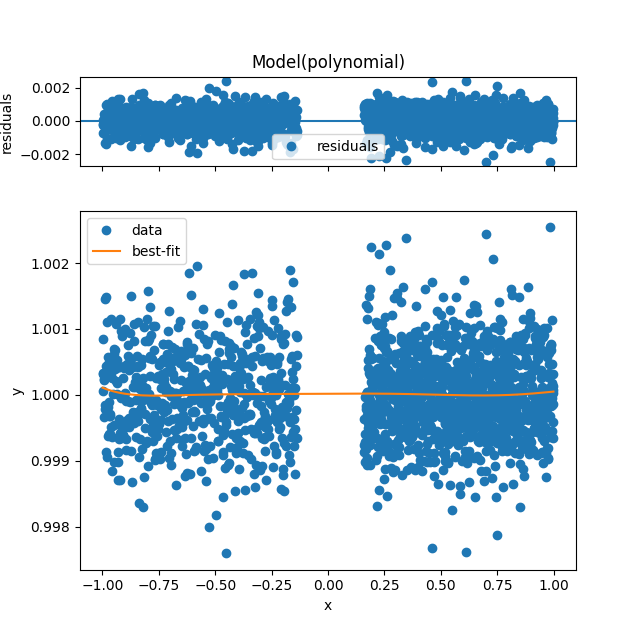 Model(polynomial)
residuals
0.002
0.000
−0.002
residuals
y
1.002
1.001
1.000
0.999
0.998
data
best-fit
−1.00 −0.75 −0.50 −0.25 0.00 0.25 0.50 0.75 1.00
x